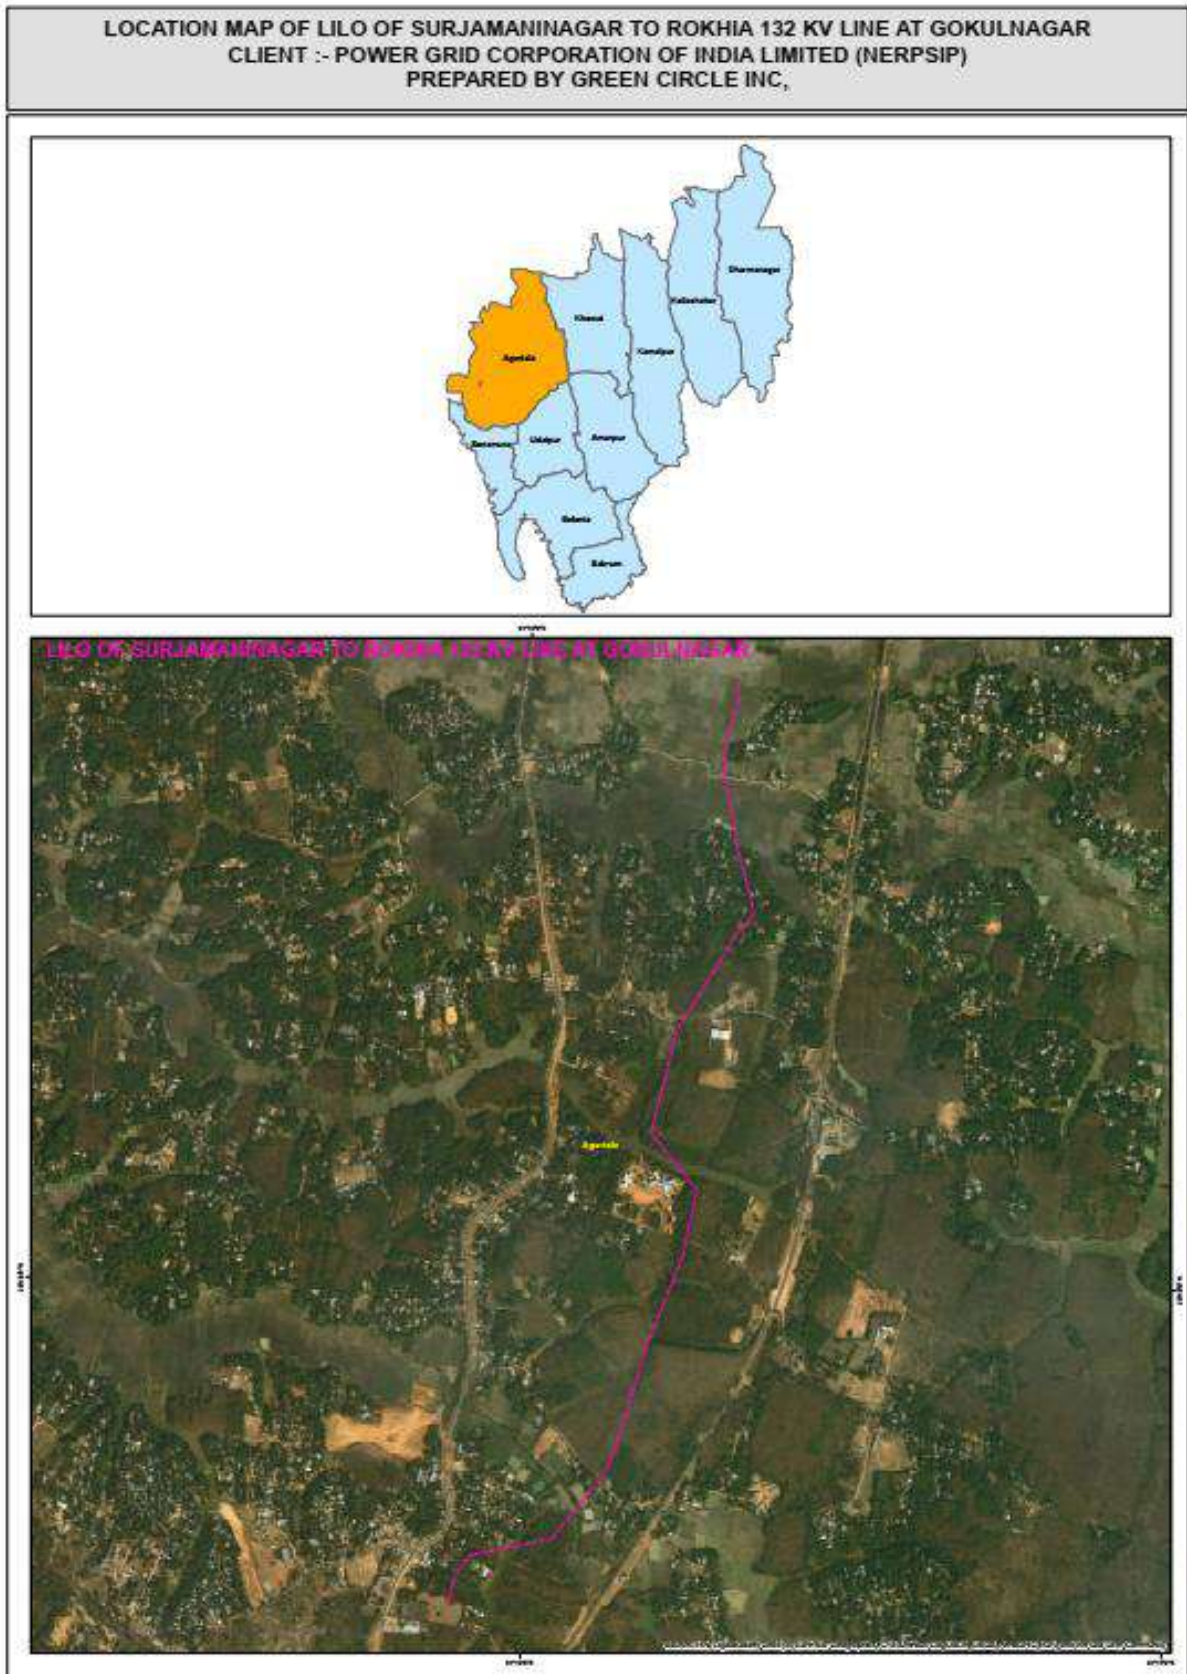 LOCATION MAP OF LILO OF SURJAMANINAGAR TO ROKHIA 132 KV LINE AT GOKULNAGAR
CLIENT :- POWER GRID CORPORATION OF INDIA LIMITED (NERPSIP)
PREPARED BY GREEN CIRCLE INC,
Dharmanagar
Kailashahar
Khowai
Kamalpur
Agartala
Udaipur
Amarpur
Belonia
Sabrum
LILO OF SURJAMANINAGAR TO ROKHIA 132 KV LINE AT GOKULNAGAR
Agartala